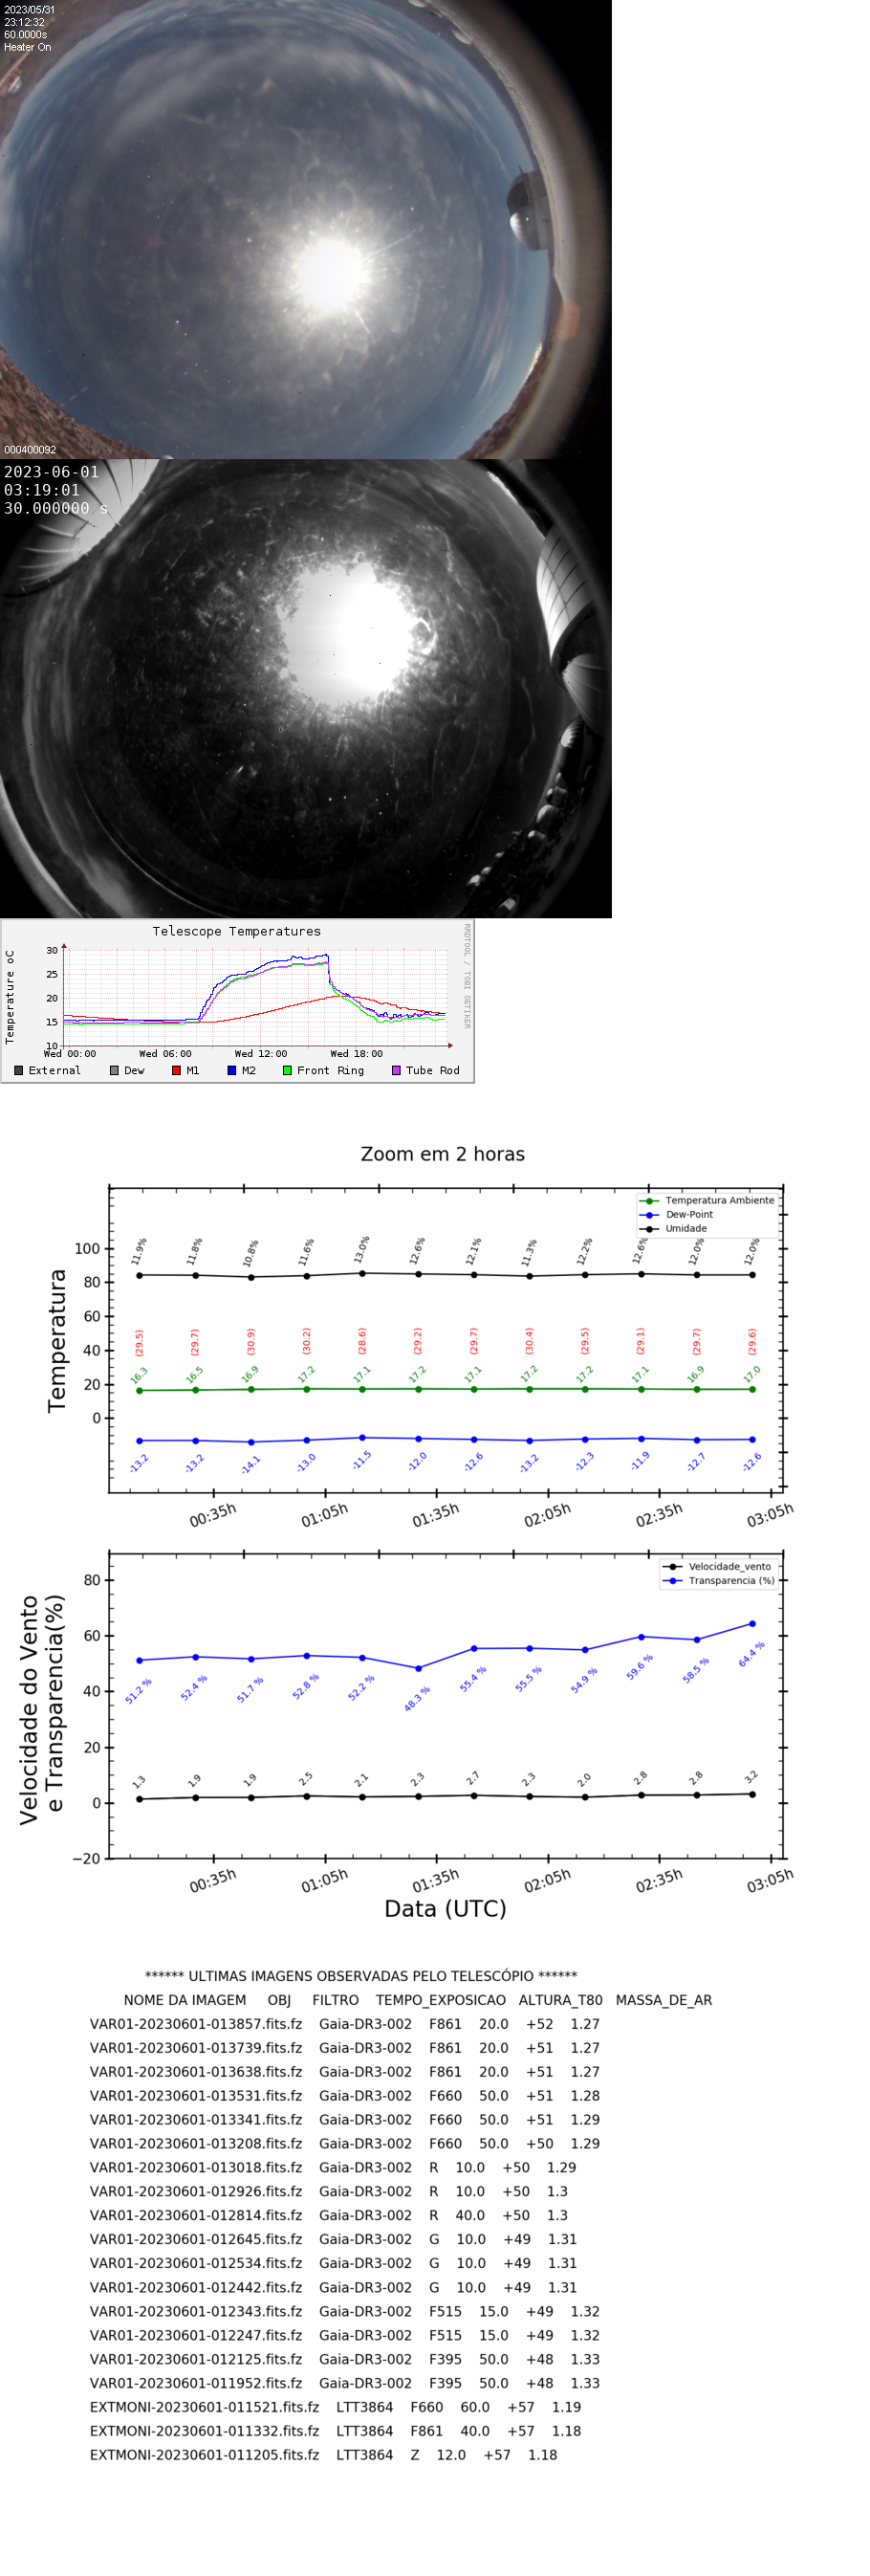 2023/05/31
23:12:32
60.0000s
Heater On
000400092
2023-06-01
03:19:01
30.000000 s
Telescope Temperatures
RRDTOOL / TOBI OETIKER
Temperature oC
30
25
20
15
10
Wed 00:00 Wed 06:00 Wed 12:00 Wed 18:00
External Dew M1 M2 Front Ring Tube Rod
Zoom em 2 horas
Temperatura
Temperatura Ambiente
Dew-Point
Umidade
100
80
60
40
20
0
11.9% 11.8% 10.8% 11.6% 13.0% 12.6% 12.1% 11.3% 12.2% 12.6% 12.0% 12.0%
(29.5) (29.7) (30.9) (30.2) (28.6) (29.2) (29.7) (30.4) (29.5) (29.1) (29.7) (29.6)
16.3 16.5 16.9 17.2 17.1 17.2 17.1 17.2 17.2 17.1 16.9 17.0
-13.2 -13.2 -14.1 -13.0 -11.5 -12.0 -12.6 -13.2 -12.3 -11.9 -12.7 -12.6
00:35h 01:05h 01:35h 02:05h 02:35h 03:05h
Velocidade do Vento
e Transparencia(%)
Velocidade_vento
Transparencia (%)
80
60
40
20
0
−20
51.2 % 52.4 % 51.7 % 52.8 % 52.2 % 48.3 % 55.4 % 55.5 % 54.9 % 59.6 % 58.5 % 64.4 %
1.3 1.9 1.9 2.5 2.1 2.3 2.7 2.3 2.0 2.8 2.8 3.2
00:35h 01:05h 01:35h 02:05h 02:35h 03:05h
Data (UTC)
****** ULTIMAS IMAGENS OBSERVADAS PELO TELESCÓPIO ******
NOME DA IMAGEM OBJ FILTRO TEMPO_EXPOSICAO ALTURA_T80 MASSA_DE_AR
VAR01-20230601-013857.fits.fz Gaia-DR3-002 F861 20.0 +52 1.27
VAR01-20230601-013739.fits.fz Gaia-DR3-002 F861 20.0 +51 1.27
VAR01-20230601-013638.fits.fz Gaia-DR3-002 F861 20.0 +51 1.27
VAR01-20230601-013531.fits.fz Gaia-DR3-002 F660 50.0 +51 1.28
VAR01-20230601-013341.fits.fz Gaia-DR3-002 F660 50.0 +51 1.29
VAR01-20230601-013208.fits.fz Gaia-DR3-002 F660 50.0 +50 1.29
VAR01-20230601-013018.fits.fz Gaia-DR3-002 R 10.0 +50 1.29
VAR01-20230601-012926.fits.fz Gaia-DR3-002 R 10.0 +50 1.3
VAR01-20230601-012814.fits.fz Gaia-DR3-002 R 40.0 +50 1.3
VAR01-20230601-012645.fits.fz Gaia-DR3-002 G 10.0 +49 1.31
VAR01-20230601-012534.fits.fz Gaia-DR3-002 G 10.0 +49 1.31
VAR01-20230601-012442.fits.fz Gaia-DR3-002 G 10.0 +49 1.31
VAR01-20230601-012343.fits.fz Gaia-DR3-002 F515 15.0 +49 1.32
VAR01-20230601-012247.fits.fz Gaia-DR3-002 F515 15.0 +49 1.32
VAR01-20230601-012125.fits.fz Gaia-DR3-002 F395 50.0 +48 1.33
VAR01-20230601-011952.fits.fz Gaia-DR3-002 F395 50.0 +48 1.33
EXTMONI-20230601-011521.fits.fz LTT3864 F660 60.0 +57 1.19
EXTMONI-20230601-011332.fits.fz LTT3864 F861 40.0 +57 1.18
EXTMONI-20230601-011205.fits.fz LTT3864 Z 12.0 +57 1.18